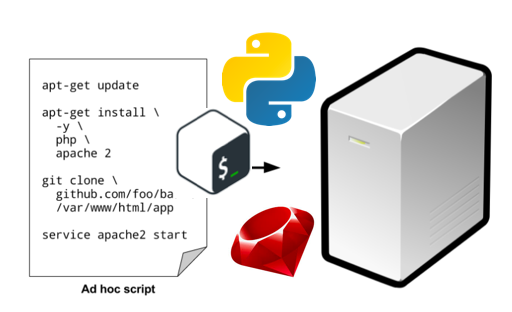 apt-get update
apt-get install \
-y \
php \
apache 2
git clone \
github.com/foo/ba
/var/www/html/app
service apache2 start
$_
Ad hoc script